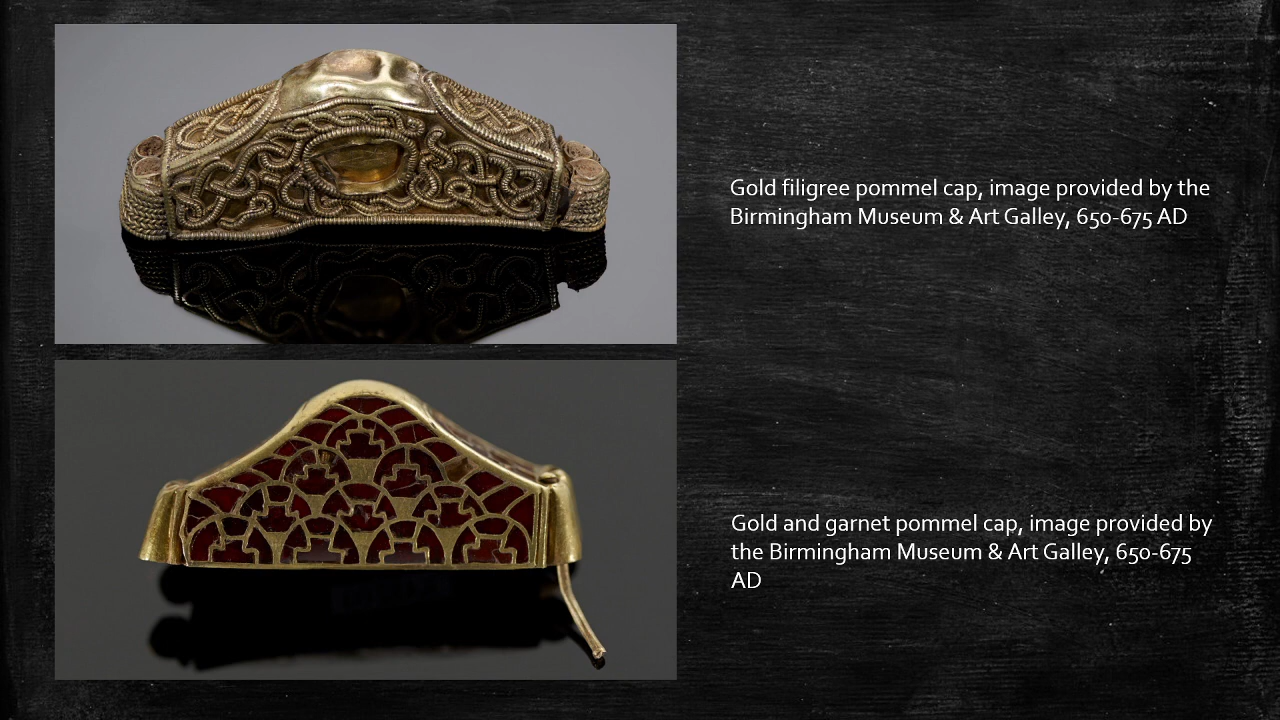 Gold filigree pommel cap, image provided by the
Birmingham Museum & Art Galley, 650-675 AD
Gold and garnet pommel cap, image provided by
the Birmingham Museum & Art Galley, 650-675
AD